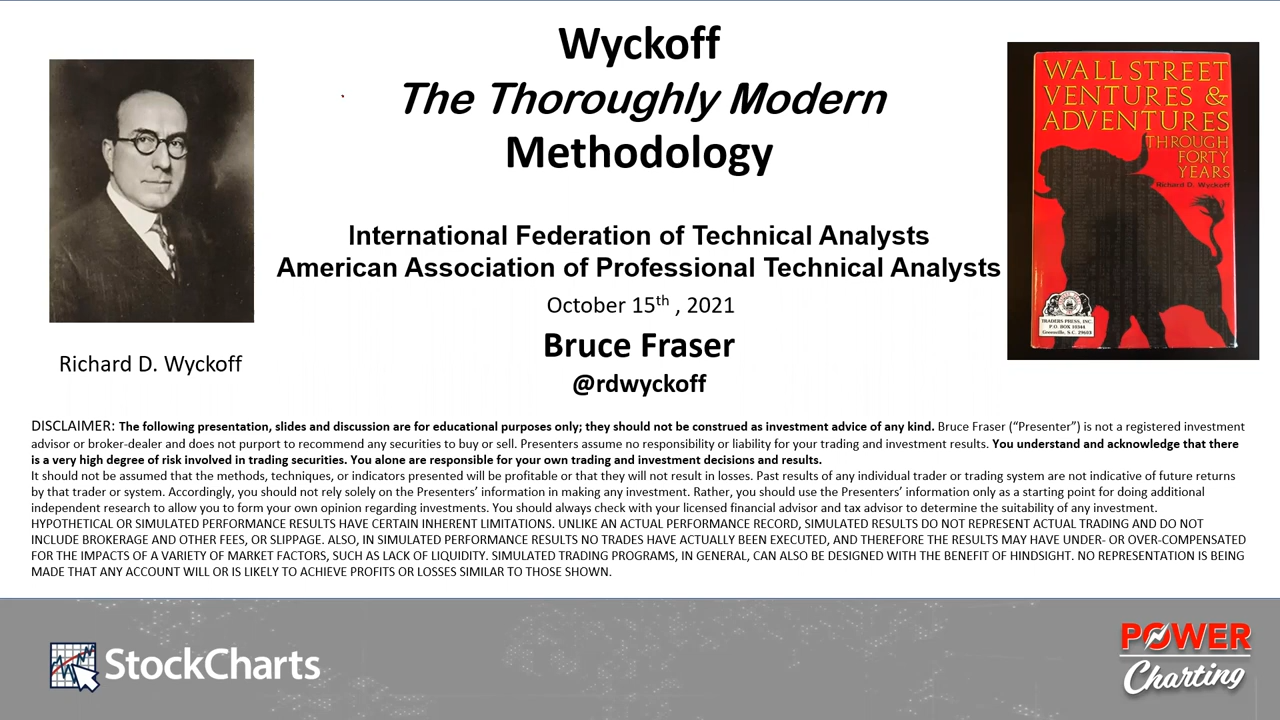 Wyckoff
The Thoroughly Modern
Methodology
International Federation of Technical Analysts
American Association of Professional Technical Analysts
October 15th , 2021
Bruce Fraser
@rdwyckoff
Richard D. Wyckoff
WALL STREET
VENTURES &
ADVENTURES
THROUGH
FORTY
YEARS
Richard D. Wyckoff
TRADERS PRESS, INC.
P.O. BOX 10344
Greenville, S.C. 29603
DISCLAIMER: The following presentation, slides and discussion are for educational purposes only; they should not be construed as investment advice of any kind. Bruce Fraser (“Presenter”) is not a registered investment
advisor or broker-dealer and does not purport to recommend any securities to buy or sell. Presenters assume no responsibility or liability for your trading and investment results. You understand and acknowledge that there
is a very high degree of risk involved in trading securities. You alone are responsible for your own trading and investment decisions and results.
It should not be assumed that the methods, techniques, or indicators presented will be profitable or that they will not result in losses. Past results of any individual trader or trading system are not indicative of future returns
by that trader or system. Accordingly, you should not rely solely on the Presenters’ information in making any investment. Rather, you should use the Presenters’ information only as a starting point for doing additional
independent research to allow you to form your own opinion regarding investments. You should always check with your licensed financial advisor and tax advisor to determine the suitability of any investment.
HYPOTHETICAL OR SIMULATED PERFORMANCE RESULTS HAVE CERTAIN INHERENT LIMITATIONS. UNLIKE AN ACTUAL PERFORMANCE RECORD, SIMULATED RESULTS DO NOT REPRESENT ACTUAL TRADING AND DO NOT
INCLUDE BROKERAGE AND OTHER FEES, OR SLIPPAGE. ALSO, IN SIMULATED PERFORMANCE RESULTS NO TRADES HAVE ACTUALLY BEEN EXECUTED, AND THEREFORE THE RESULTS MAY HAVE UNDER- OR OVER-COMPENSATED
FOR THE IMPACTS OF A VARIETY OF MARKET FACTORS, SUCH AS LACK OF LIQUIDITY. SIMULATED TRADING PROGRAMS, IN GENERAL, CAN ALSO BE DESIGNED WITH THE BENEFIT OF HINDSIGHT. NO REPRESENTATION IS BEING
MADE THAT ANY ACCOUNT WILL OR IS LIKELY TO ACHIEVE PROFITS OR LOSSES SIMILAR TO THOSE SHOWN.
StockCharts
POWER
Charting